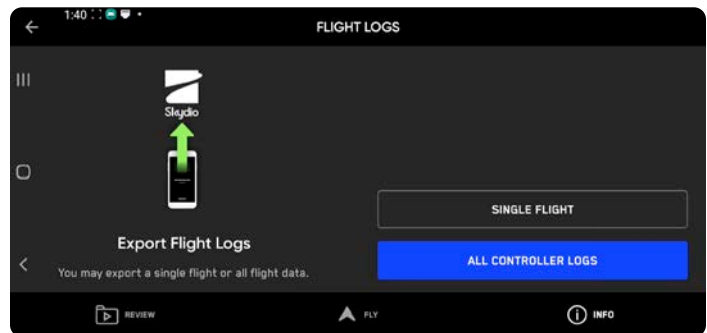 1:40
FLIGHT LOGS
Skydio
Export Flight Logs
You may export a single flight or all flight data.
SINGLE FLIGHT
ALL CONTROLLER LOGS
REVIEW
FLY
INFO